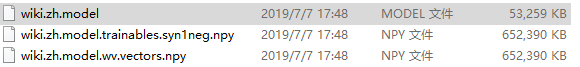 wiki.zh.model 2019/7/7 17:48 MODEL 文件 53,259 KB
wiki.zh.model.trainables.syn1neg.npy 2019/7/7 17:48 NPY 文件 652,390 KB
wiki.zh.model.wv.vectors.npy 2019/7/7 17:48 NPY 文件 652,390 KB